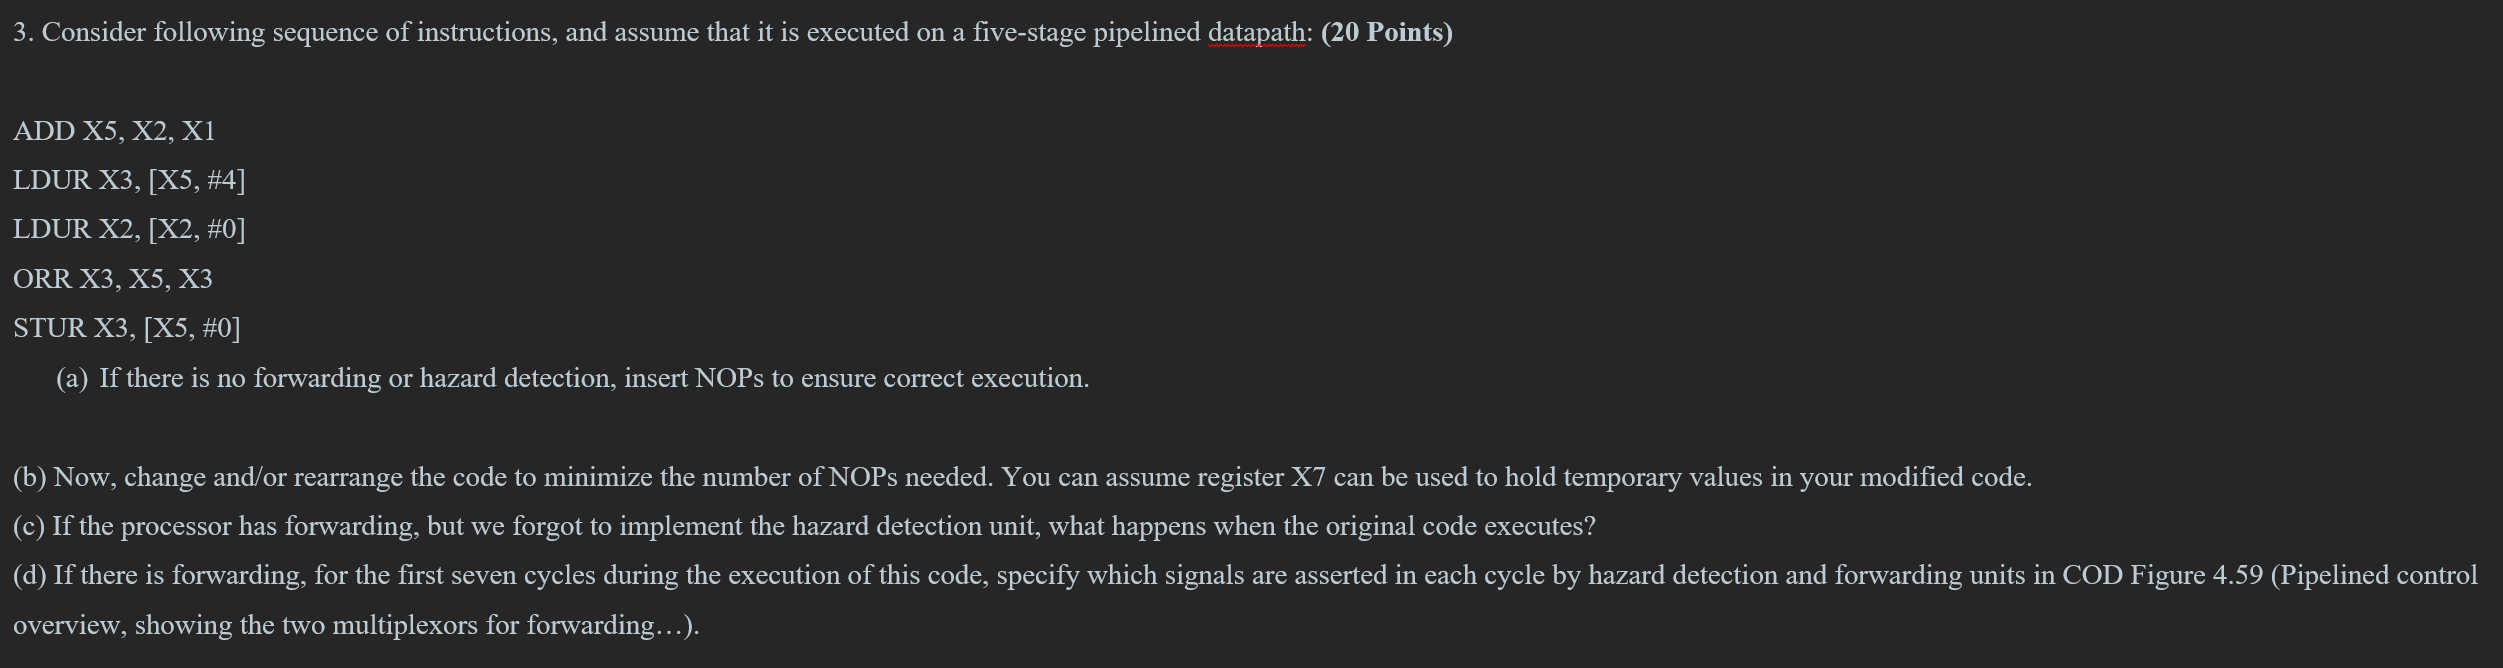 3. Consider following sequence of instructions, and assume that it is executed on a five-stage pipelined datapath: (20 Points)
ADD X5, X2, X1
LDUR X3, [X5, #4]
LDUR X2, [X2, #0]
ORR X3, X5, X3
STUR X3, [X5, #0]
(a) If there is no forwarding or hazard detection, insert NOPs to ensure correct execution.
(b) Now, change and/or rearrange the code to minimize the number of NOPs needed. You can assume register X7 can be used to hold temporary values in your modified code.
(c) If the processor has forwarding, but we forgot to implement the hazard detection unit, what happens when the original code executes?
(d) If there is forwarding, for the first seven cycles during the execution of this code, specify which signals are asserted in each cycle by hazard detection and forwarding units in COD Figure 4.59 (Pipelined control
overview, showing the two multiplexors for forwarding…).